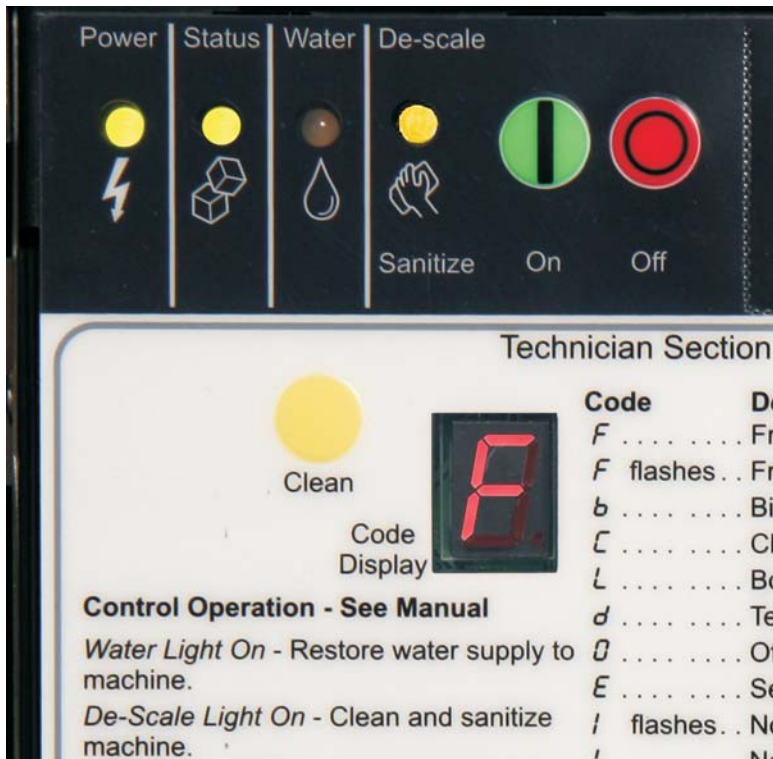 Power Status Water De-scale
Sanitize On Off
Technician Section
Clean
Code Display
F
Control Operation - See Manual
Water Light On - Restore water supply to
machine.
De-Scale Light On - Clean and sanitize
machine.
Code
F . . . . . . . . .
F flashes . .
b . . . . . . . . .
C . . . . . . . . .
L . . . . . . . . .
d . . . . . . . . .
0 . . . . . . . . .
E . . . . . . . . .
1 flashes . .